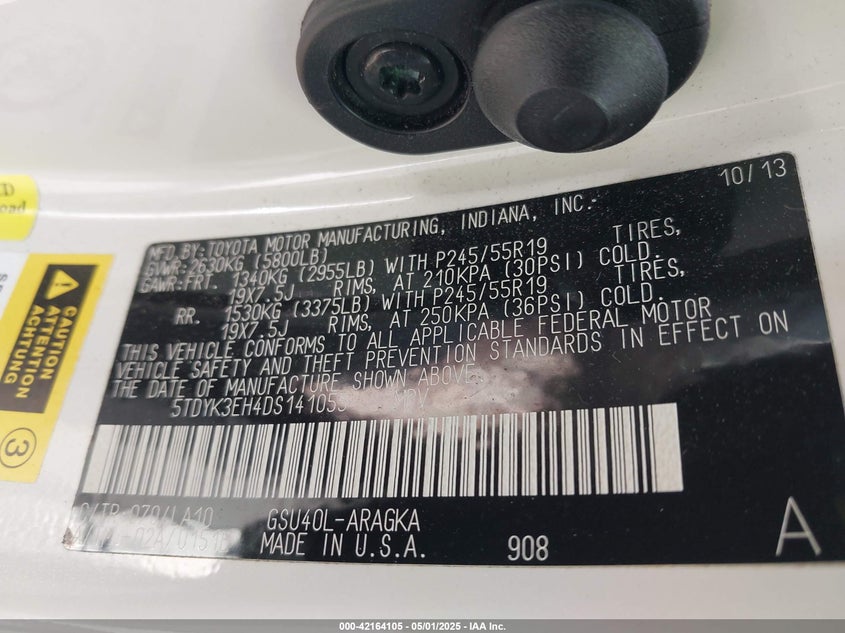 10/13
MFD. BY: TOYOTA MOTOR MANUFACTURING, INDIANA, INC.
GVWR: 2630KG (5800LB)
GAWR: FRT. 1340KG (2955LB) WITH P245/55R19 TIRES,
19X7.5J RIMS, AT 210KPA (30PSI) COLD.
RR. 1530KG (3375LB) WITH P245/55R19 TIRES,
19X7.5J RIMS, AT 250KPA (36PSI) COLD.
THIS VEHICLE CONFORMS TO ALL APPLICABLE FEDERAL MOTOR
VEHICLE SAFETY AND THEFT PREVENTION STANDARDS IN EFFECT ON
THE DATE OF MANUFACTURE SHOWN ABOVE.
MPV
C/TR 070/LA10
GSU40L-ARAGKA
MADE IN U.S.A.
908
A
CAUTION
ATTENTION
ACHTUNG
3
000-42164105 - 05/01/2025 - IAA Inc.